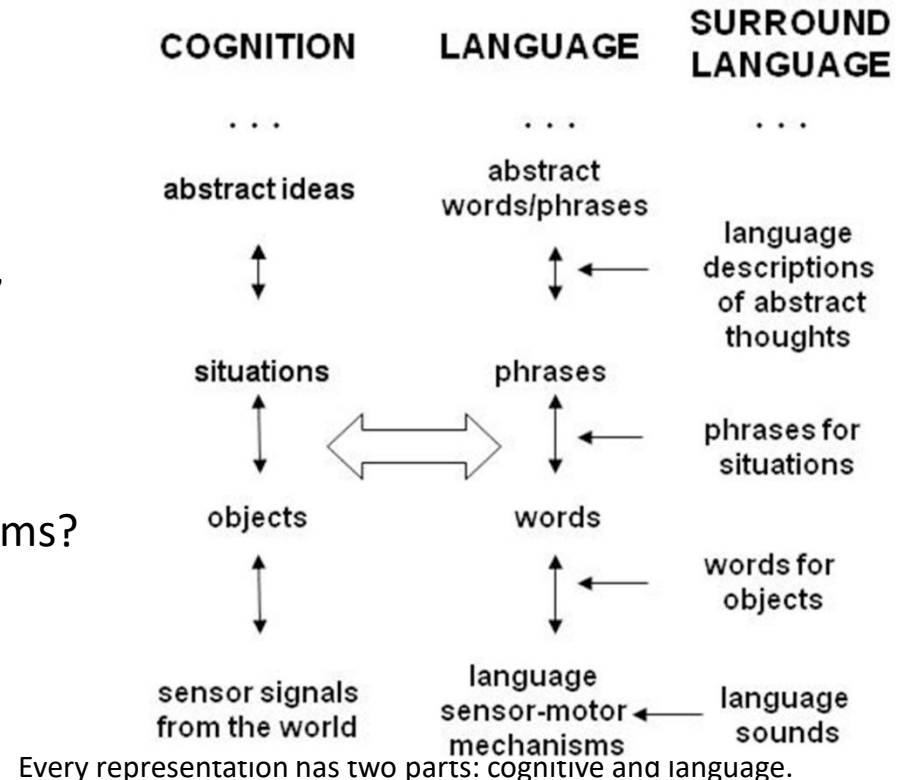 COGNITION
LANGUAGE
SURROUND
LANGUAGE
. . .
. . .
. . .
abstract ideas
abstract
words/phrases
language
descriptions
of abstract
thoughts
situations
phrases
phrases for
situations
ms?
objects
words
words for
objects
sensor signals
from the world
language
sensor-motor
mechanisms
language
sounds
Every representation has two parts: cognitive and language.